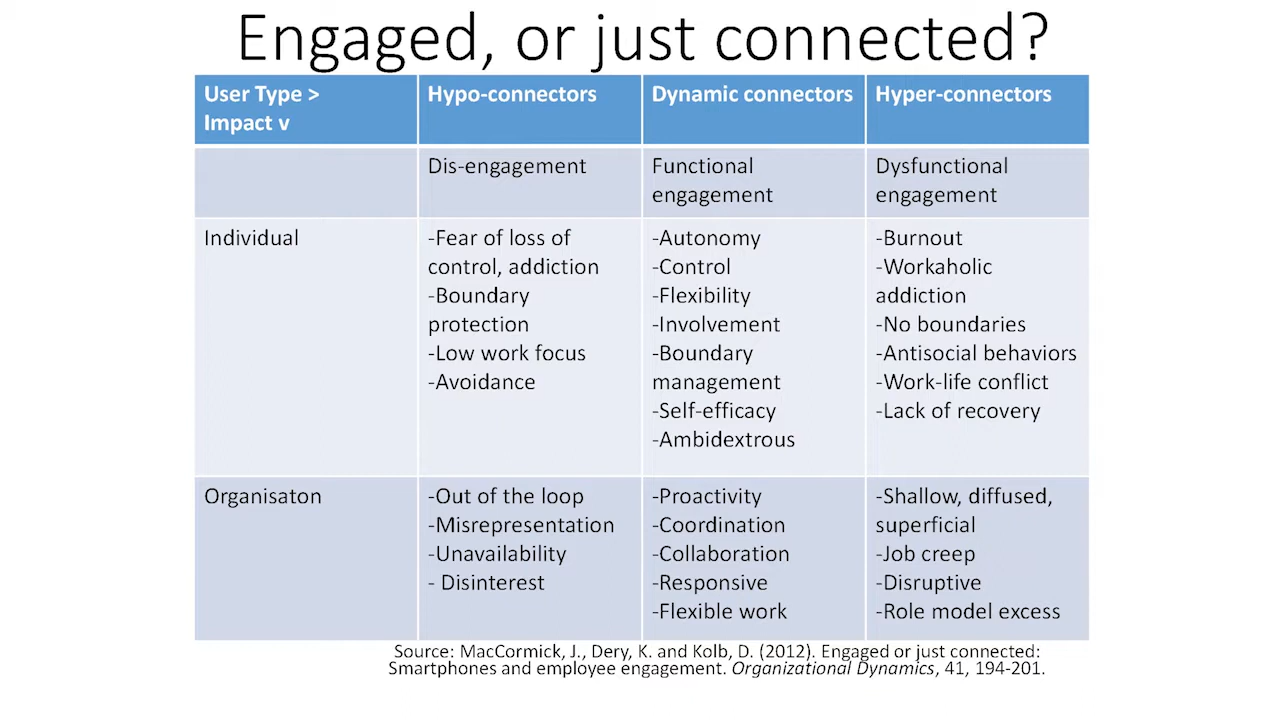 Engaged, or just connected?
User Type >
Impact v
Hypo-connectors
Dynamic connectors
Hyper-connectors
Dis-engagement
Functional
engagement
Dysfunctional
engagement
Individual
-Fear of loss of
control, addiction
-Boundary
protection
-Low work focus
-Avoidance
-Autonomy
-Control
-Flexibility
-Involvement
-Boundary
management
-Self-efficacy
-Ambidextrous
-Burnout
-Workaholic
addiction
-No boundaries
-Antisocial behaviors
-Work-life conflict
-Lack of recovery
Organisaton
-Out of the loop
-Misrepresentation
-Unavailability
- Disinterest
-Proactivity
-Coordination
-Collaboration
-Responsive
-Flexible work
-Shallow, diffused,
superficial
-Job creep
-Disruptive
-Role model excess
Source: MacCormick, J., Dery, K. and Kolb, D. (2012). Engaged or just connected:
Smartphones and employee engagement. Organizational Dynamics, 41, 194-201.